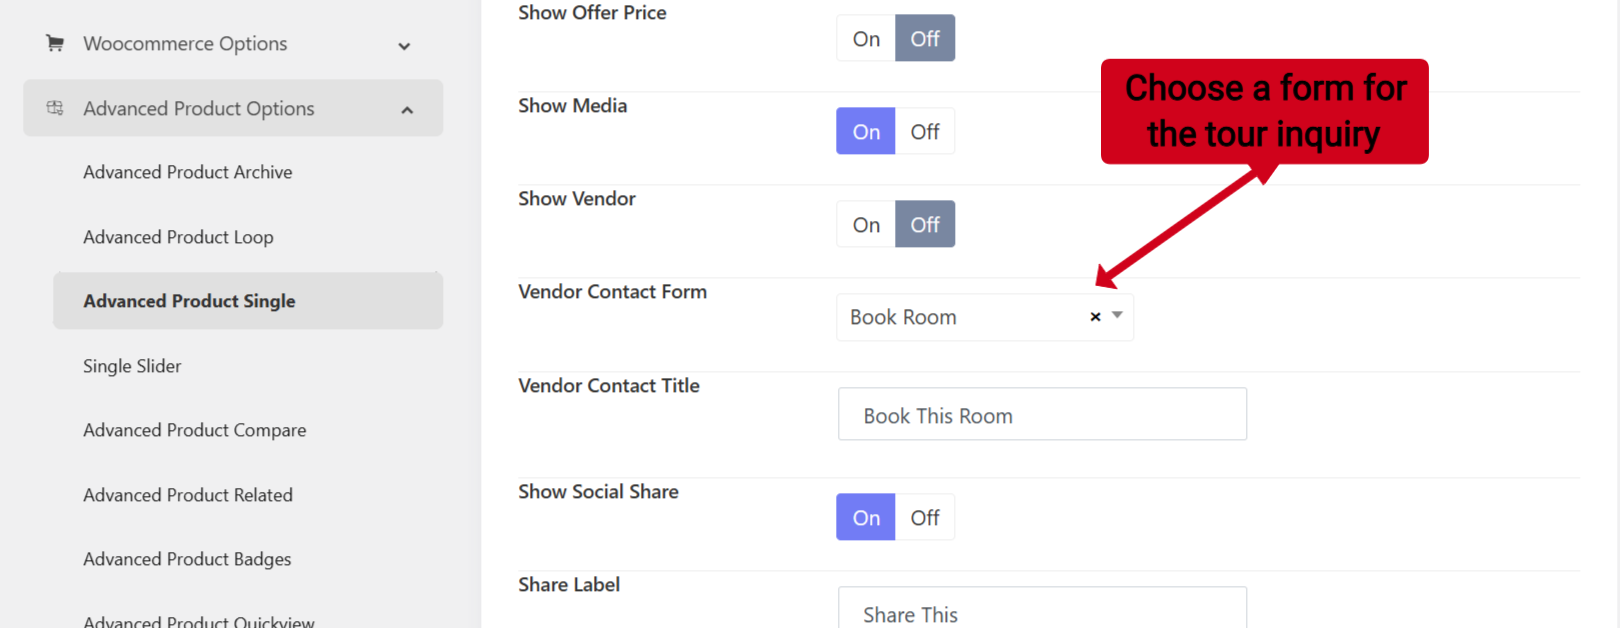 Woocommerce Options
Advanced Product Options
Advanced Product Archive
Advanced Product Loop
Advanced Product Single
Single Slider
Advanced Product Compare
Advanced Product Related
Advanced Product Badges
Advanced Product Quickview
Show Offer Price
On Off
Show Media
On Off
Show Vendor
On Off
Vendor Contact Form
Book Room × 
Vendor Contact Title
Book This Room
Show Social Share
On Off
Share Label
Share This
Choose a form for
the tour inquiry